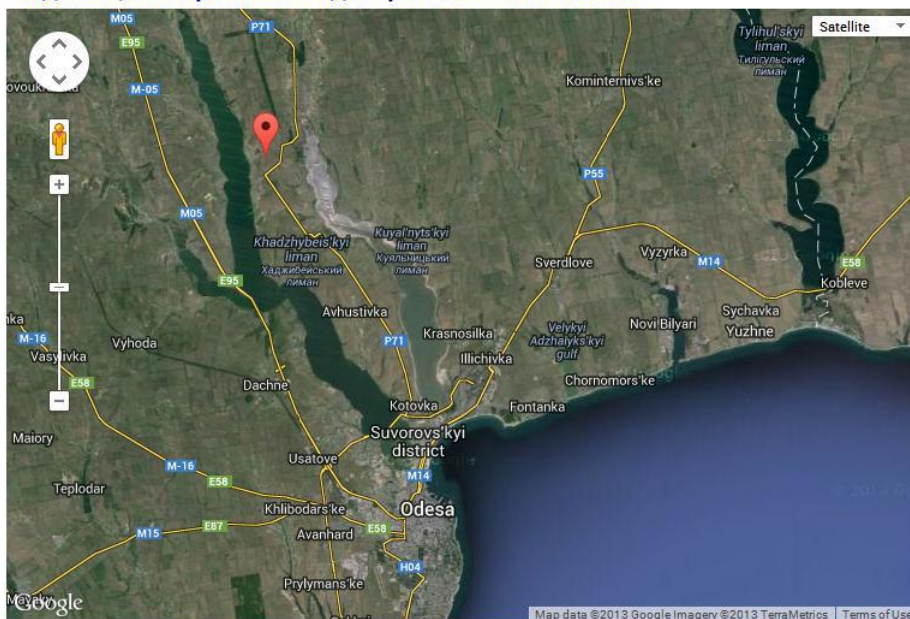 M05
P71
E95
M-05
Satellite
Tylihul's'kyi
liman
Тилігульский
лиман
Kominternivs'ke
P55
M05
Khadzhybeis'kyi
liman
Хаджибейський
лиман
Kuyal'nyts'kyi
liman
Куяльницький
лиман
E95
Sverdlove
Vyzyrka
M14
E58
Kobleve
Avhustivka
P71
Krasnosilka
Illichivka
Velykyi
Adzhalyks'kyi
gulf
Novi Bilyari
Sychavka
Yuzhne
M-16
Vasylivka
Vyhoda
E58
Dachne
Chornomors'ke
Kotovka
Fontanka
Suvorovs'kyi
district
Maiory
Usatove
M-16
M14
Teplodar
E58
Khlibodars'ke
Odesa
E87
M15
Avanhard
E58
H04
Prylymans'ke
Mayaky
Google
Map data ©2013 Google Imagery ©2013 TerraMetrics
Terms of Use